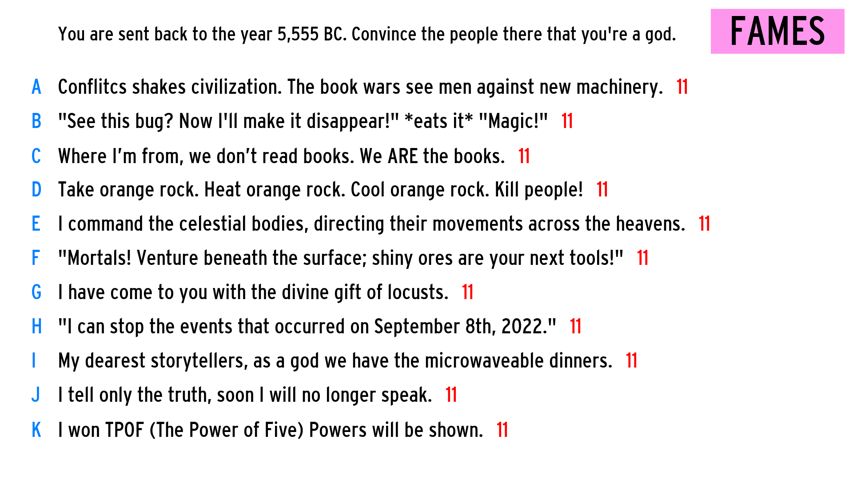 You are sent back to the year 5,555 BC. Convince the people there that you're a god.
FAMES
A Conflitcs shakes civilization. The book wars see men against new machinery. 11
B "See this bug? Now I'll make it disappear!" *eats it* "Magic!" 11
C Where I’m from, we don’t read books. We ARE the books. 11
D Take orange rock. Heat orange rock. Cool orange rock. Kill people! 11
E I command the celestial bodies, directing their movements across the heavens. 11
F "Mortals! Venture beneath the surface; shiny ores are your next tools!" 11
G I have come to you with the divine gift of locusts. 11
H "I can stop the events that occurred on September 8th, 2022." 11
I My dearest storytellers, as a god we have the microwaveable dinners. 11
J I tell only the truth, soon I will no longer speak. 11
K I won TPOF (The Power of Five) Powers will be shown. 11